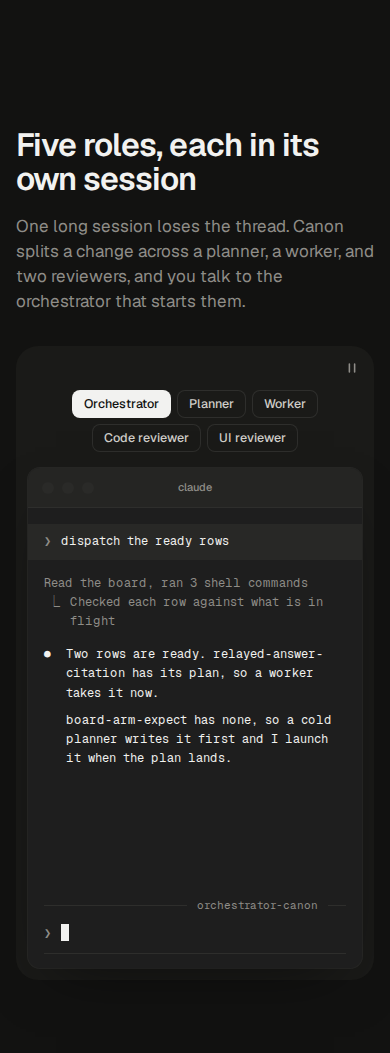 Five roles, each in its
own session
One long session loses the thread. Canon
splits a change across a planner, a worker, and
two reviewers, and you talk to the
orchestrator that starts them.
Orchestrator Planner Worker
Code reviewer UI reviewer
claude
❯ dispatch the ready rows
Read the board, ran 3 shell commands
⎿ Checked each row against what is in
flight
● Two rows are ready. relayed-answer-
citation has its plan, so a worker
takes it now.
board-arm-expect has none, so a cold
planner writes it first and I launch
it when the plan lands.
orchestrator-canon
❯